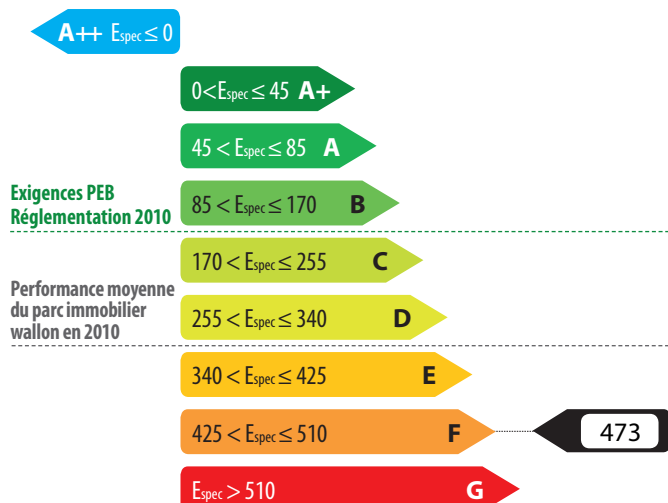 A++ Espec ≤ 0
0<Espec ≤ 45 A+
45 < Espec ≤ 85 A
Exigences PEB
Réglementation 2010
85 < Espec ≤ 170 B
170 < Espec ≤ 255 C
Performance moyenne
du parc immobilier
wallon en 2010
255 < Espec ≤ 340 D
340 < Espec ≤ 425 E
425 < Espec ≤ 510 F
473
Espec > 510 G